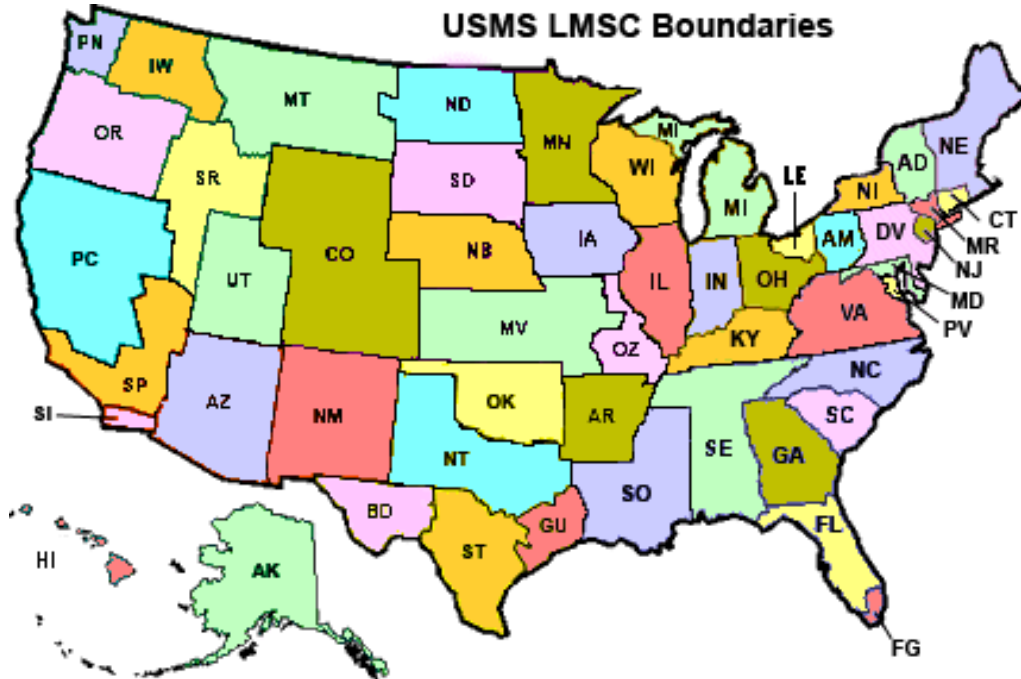 USMS LMSC Boundaries
PN
IW
MT
ND
MN
MI
OR
SR
SD
WI
MI
LE
NI
AD
NE
CT
MR
NJ
MD
PV
PC
UT
CO
NB
IA
IL
IN
OH
AM
DV
MV
OZ
KY
VA
SP
SI
AZ
NM
OK
AR
SE
NC
SC
GA
NT
BD
ST
GU
SO
FL
FG
HI
AK